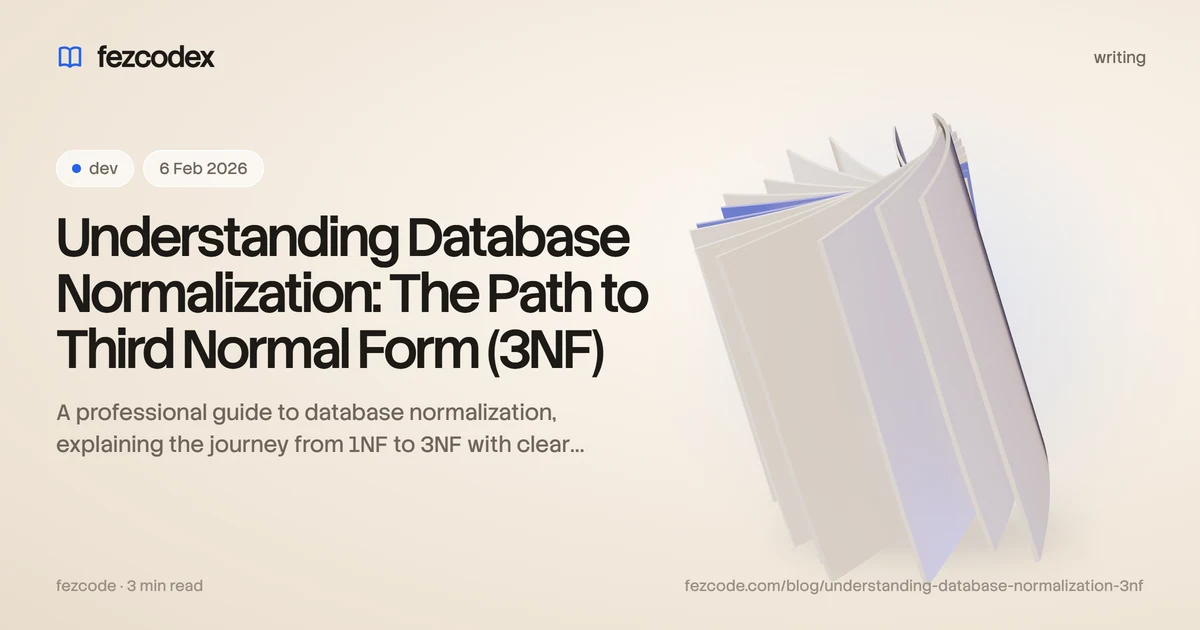 fezcodex
writing
dev
6 Feb 2026
Understanding Database
Normalization: The Path to
Third Normal Form (3NF)
A professional guide to database normalization,
explaining the journey from 1NF to 3NF with clear...
fezcode · 3 min read
fezcode.com/blog/understanding-database-normalization-3nf